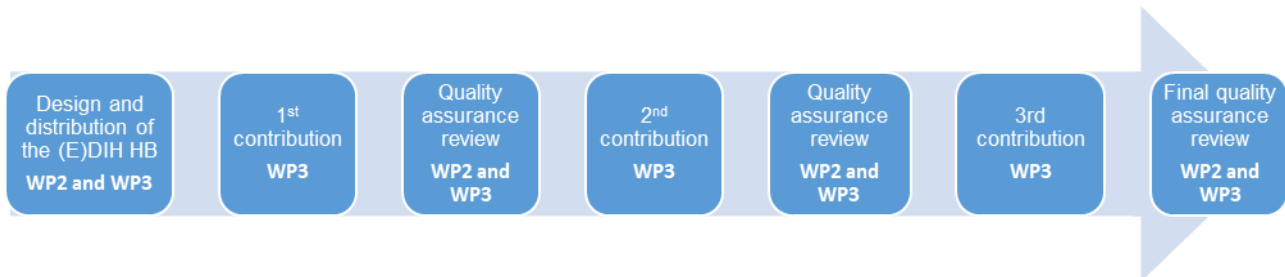 Design and
distribution of
the (E)DIH HB
WP2 and WP3
1st
contribution
WP3
Quality
assurance
review
WP2 and
WP3
2nd
contribution
WP3
Quality
assurance
review
WP2 and
WP3
3rd
contribution
WP3
Final quality
assurance
review
WP2 and
WP3